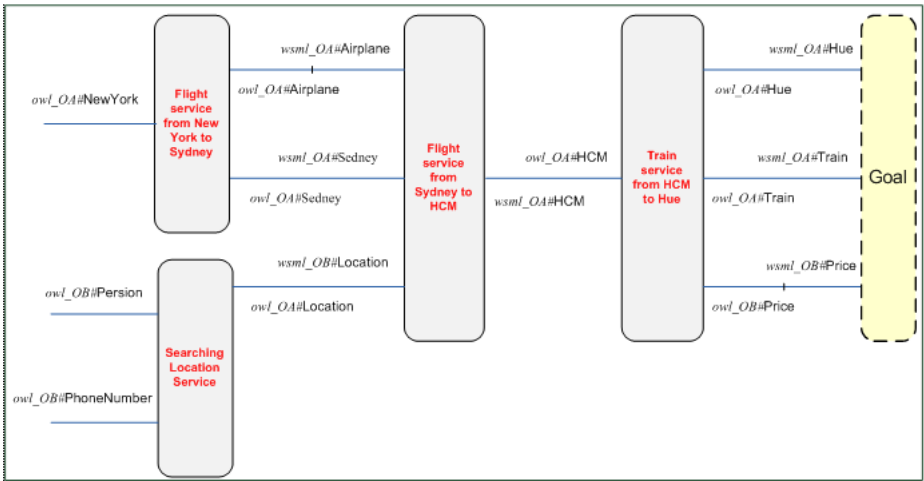 wsml_OA#Airplane
wsml_OA#Hue
owl_OA#NewYork
Flight
service
from New
York to
Sydney
owl_OA#Airplane
owl_OA#Hue
wsml_OA#Sedney
owl_OA#Sedney
Flight
service
from
Sydney to
HCM
owl_OA#HCM
wsml_OA#HCM
Train
service
from HCM
to Hue
wsml_OA#Train
owl_OA#Train
Goal
wsml_OB#Location
owl_OA#Location
wsml_OB#Price
owl_OB#Price
owl_OB#Persion
Searching
Location
Service
owl_OB#PhoneNumber